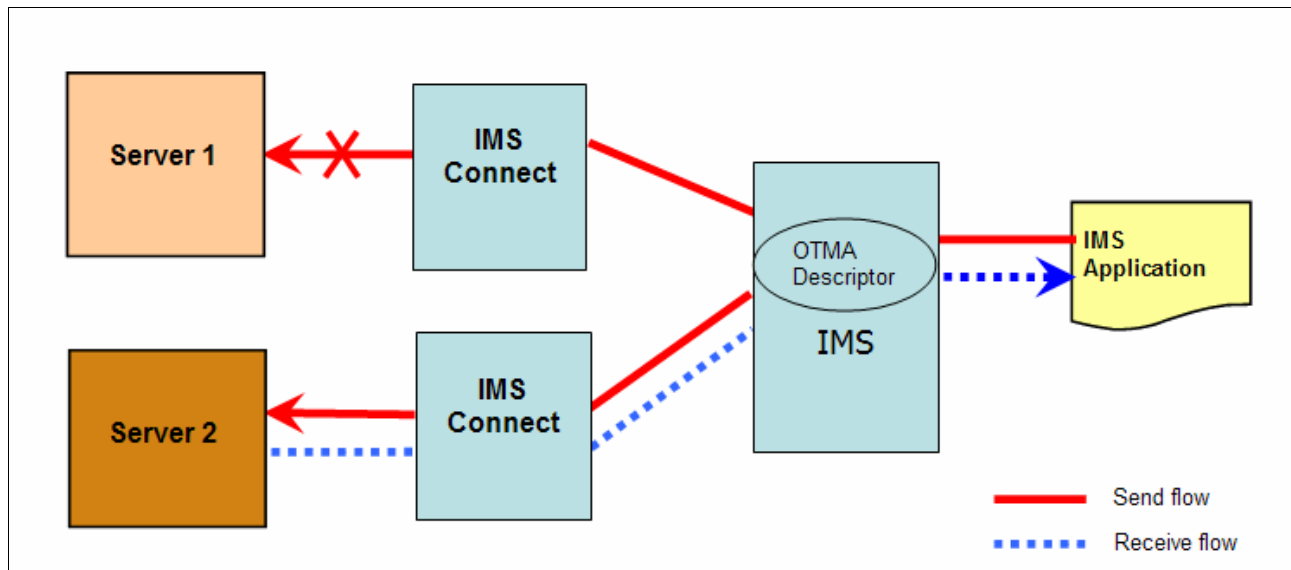 Server 1
IMS
Connect
OTMA
Descriptor
IMS
IMS
Application
Server 2
IMS
Connect
Send flow
Receive flow